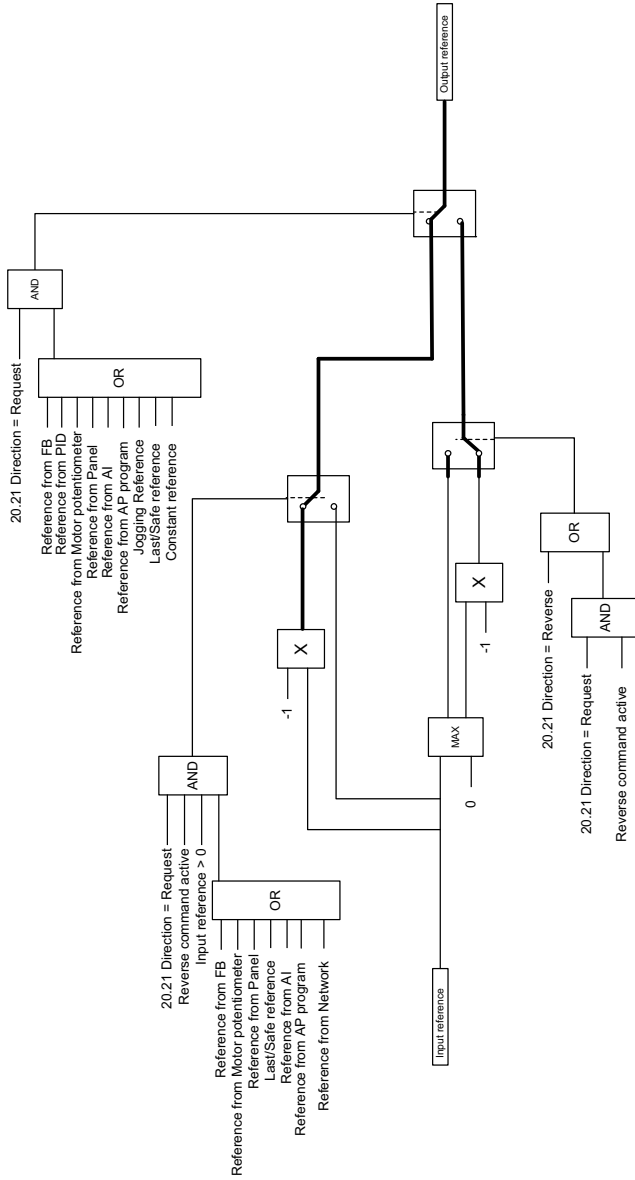 20.21 Direction = Request
AND
Reference from FB
Reference from PID
Reference from Motor potentiometer
Reference from Panel
Reference from AI
Reference from AP program
Jogging Reference
Last/Safe reference
Constant reference
OR
Output reference
20.21 Direction = Request
Reverse command active
Input reference > 0
AND
Reference from FB
Reference from Motor potentiometer
Reference from Panel
Last/Safe reference
Reference from AI
Reference from AP program
Reference from Network
OR
-1
X
Input reference
MAX
0
-1
X
20.21 Direction = Reverse
OR
20.21 Direction = Request
Reverse command active
AND